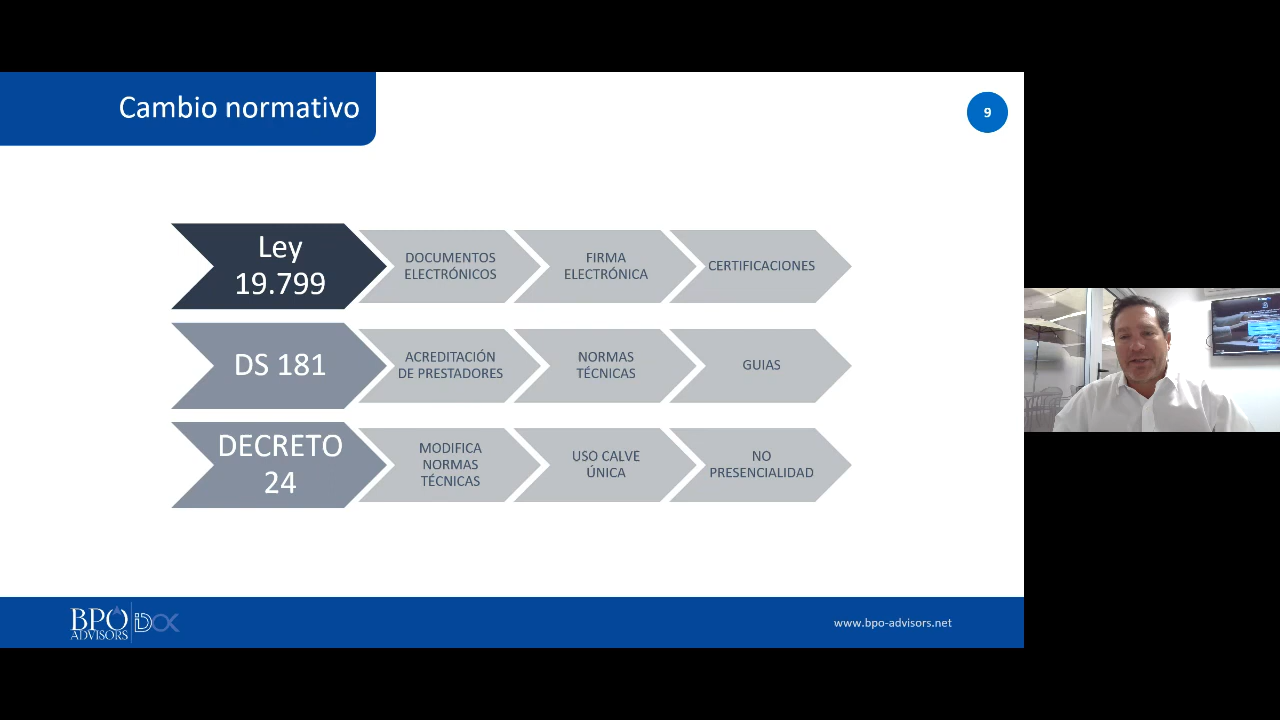 Cambio normativo
9
Ley
19.799
DOCUMENTOS
ELECTRÓNICOS
FIRMA
ELECTRÓNICA
CERTIFICACIONES
DS 181
ACREDITACIÓN
DE PRESTADORES
NORMAS
TÉCNICAS
GUIAS
DECRETO
24
MODIFICA
NORMAS
TÉCNICAS
USO CALVE
ÚNICA
NO
PRESENCIALIDAD
BPO
ADVISORS
IDOK
www.bpo-advisors.net